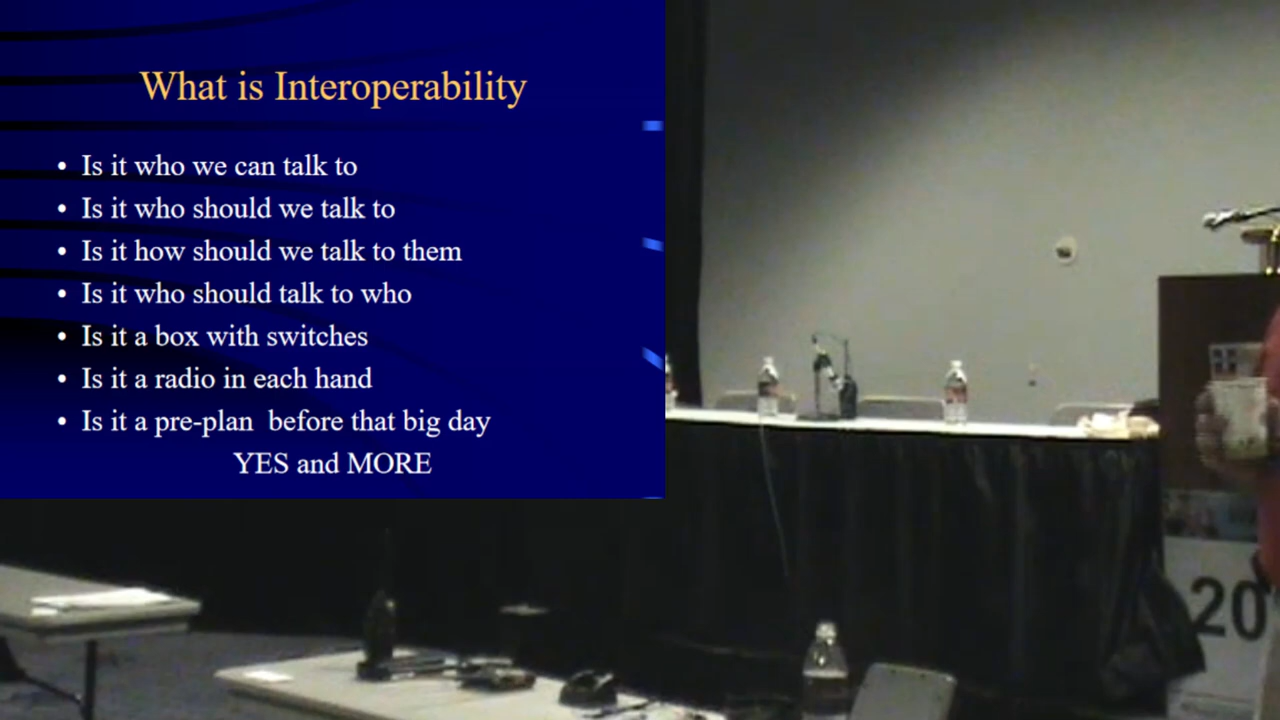 What is Interoperability
• Is it who we can talk to
• Is it who should we talk to
• Is it how should we talk to them
• Is it who should talk to who
• Is it a box with switches
• Is it a radio in each hand
• Is it a pre-plan  before that big day
YES and MORE
20